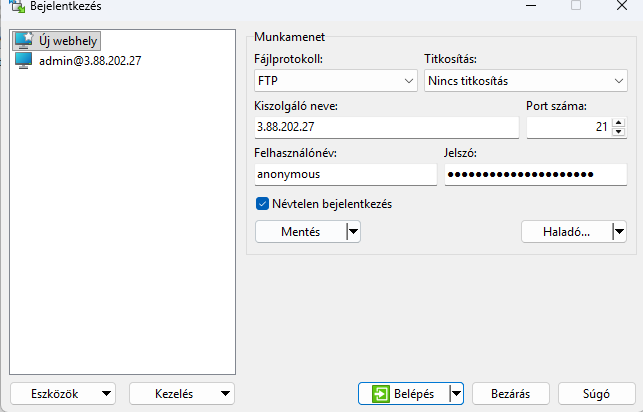 Bejelentkezés
Új webhely
admin@3.88.202.27
Munkamenet
Fájlprotokoll: Titkosítás:
FTP Nincs titkosítás
Kiszolgáló neve: Port száma:
3.88.202.27 21
Felhasználónév: Jelszó:
anonymous ●●●●●●●●●●●●●●●●●●●●●
Névtelen bejelentkezés
Mentés Haladó...
Eszközök Kezelés Belépés Bezárás Súgó